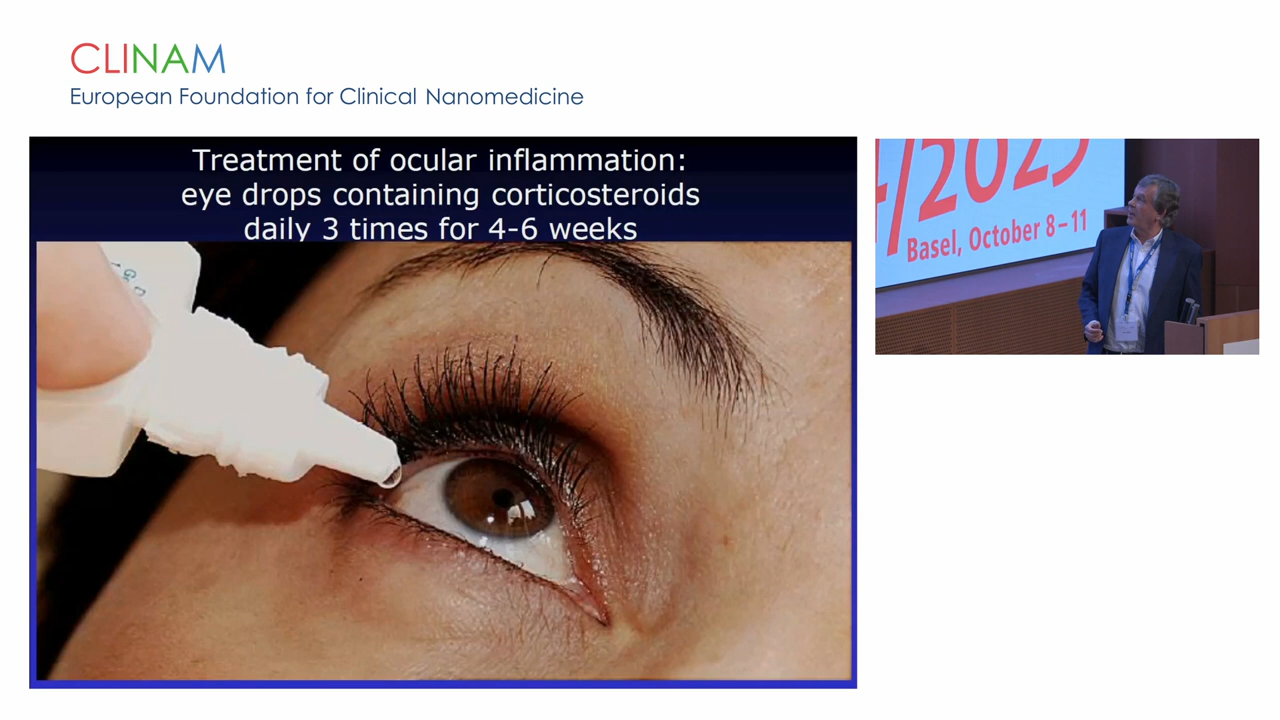 CLINAM
European Foundation for Clinical Nanomedicine
Treatment of ocular inflammation:
eye drops containing corticosteroids
daily 3 times for 4-6 weeks
/2023
Basel, October 8–11